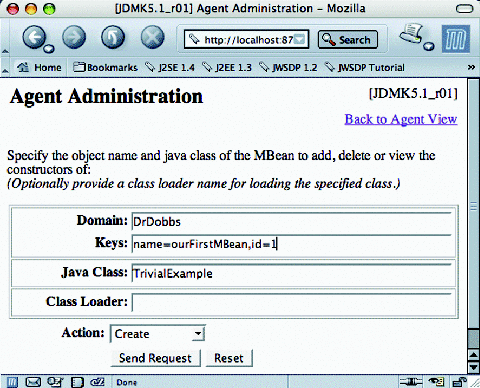 [JDMK5.1_r01] Agent Administration - Mozilla
http://localhost:87
Search
Home Bookmarks J2SE 1.4 J2EE 1.3 JWSDP 1.2 JWSDP Tutorial
Agent Administration
[JDMK5.1_r01]
Back to Agent View
Specify the object name and java class of the MBean to add, delete or view the
constructors of:
(Optionally provide a class loader name for loading the specified class.)
Domain: DrDobbs
Keys: name=ourFirstMBean,id=1
Java Class: TrivialExample
Class Loader:
Action: Create
Send Request Reset
Done